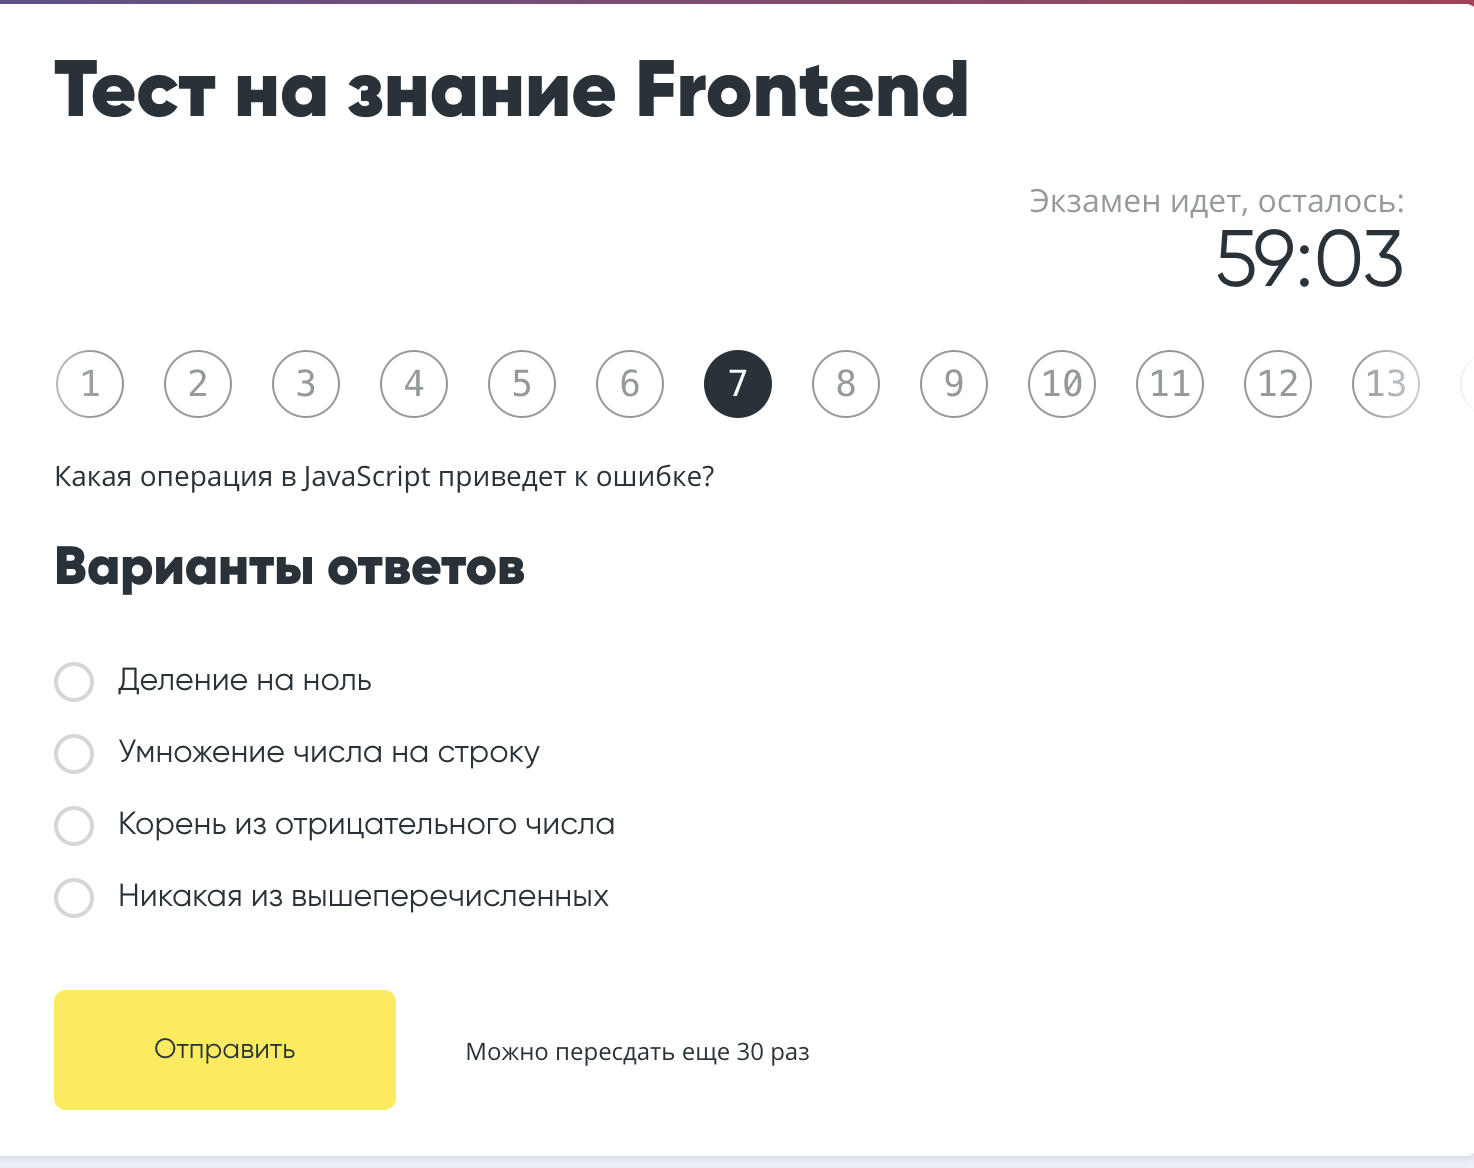 Тест на знание Frontend
Экзамен идет, осталось:
59:03
1 2 3 4 5 6 7 8 9 10 11 12 13
Какая операция в JavaScript приведет к ошибке?
Варианты ответов
Деление на ноль
Умножение числа на строку
Корень из отрицательного числа
Никакая из вышеперечисленных
Отправить
Можно пересдать еще 30 раз